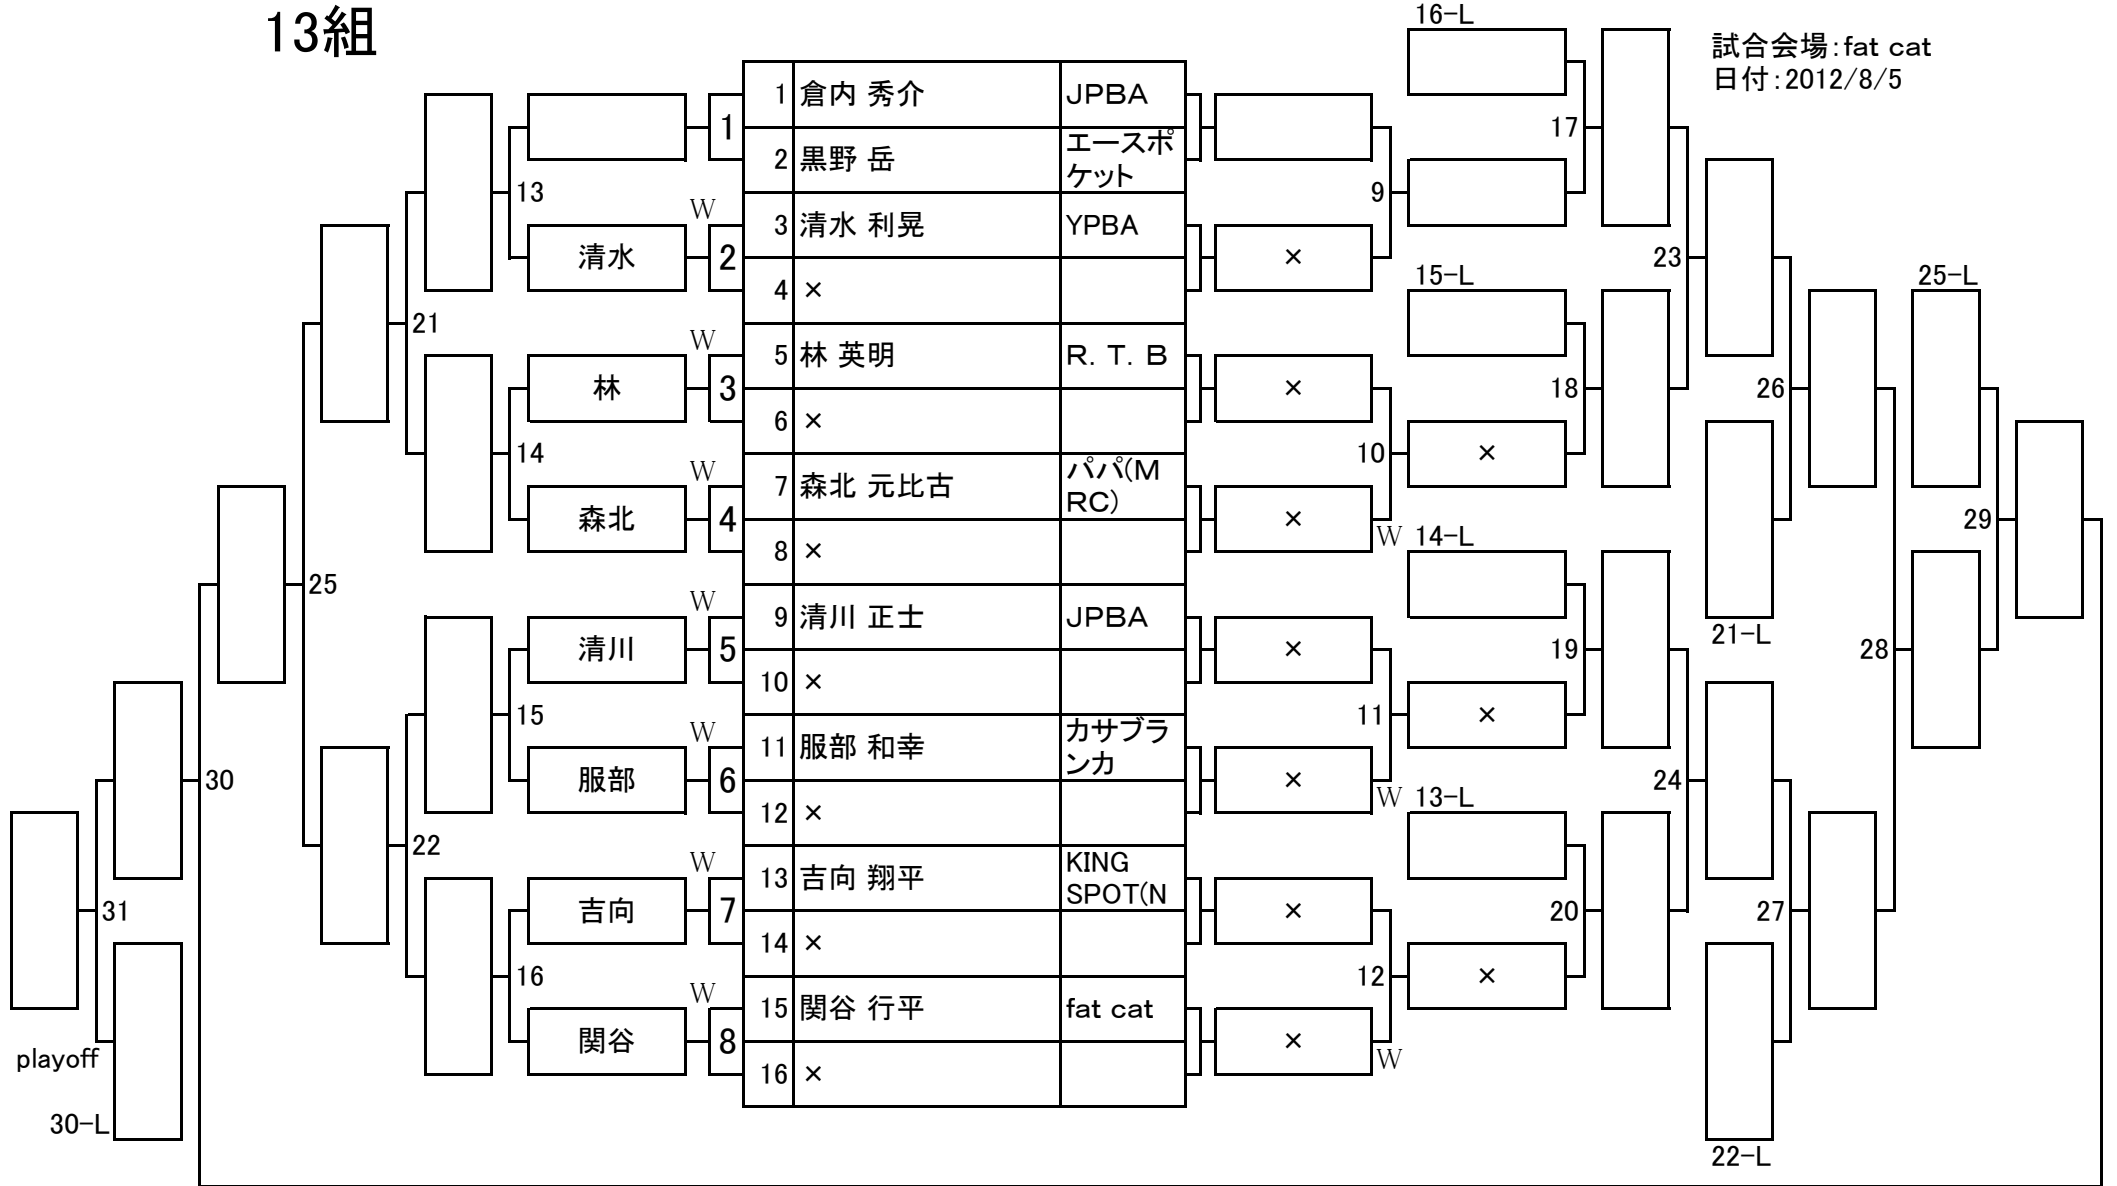 13組
試合会場：fat cat
日付：2012/8/5
1 倉内 秀介 JPBA
2 黒野 岳 エースポ
ケット
3 清水 利晃 YPBA
4 ×
5 林 英明 R．T．B
6 ×
7 森北 元比古 パパ(M
RC)
8 ×
9 清川 正士 JPBA
10 ×
11 服部 和幸 カサブラ
ンカ
12 ×
13 吉向 翔平 KING
SPOT(N
14 ×
15 関谷 行平 fat cat
16 ×
1
W
清水
2
W
林
3
W
森北
4
W
清川
5
W
服部
6
W
吉向
7
W
関谷
8
13
14
15
16
21
22
25
30
31
playoff
30-L
×
×
×
W
×
×
W
×
×
W
9
10
11
12
16-L
15-L
×
14-L
×
13-L
×
17
18
19
20
23
24
21-L
22-L
26
27
28
25-L
29